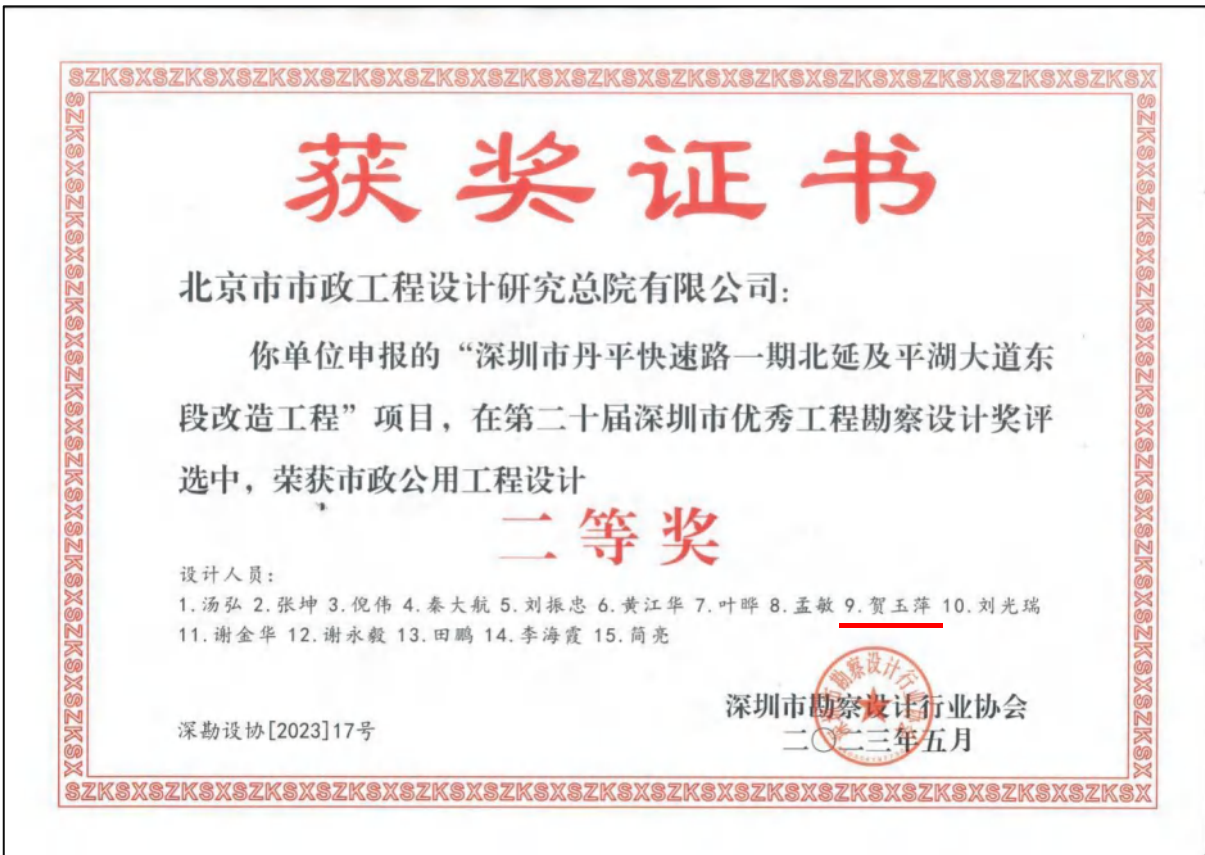 SZKSXSZKSXSZKSXSZKSXSZKSXSZKSXSZKSXSZKSXSZKSXSZKSXSZKSX
获奖证书
北京市市政工程设计研究总院有限公司:
你单位申报的“深圳市丹平快速路一期北延及平湖大道东
段改造工程”项目，在第二十届深圳市优秀工程勘察设计奖评
选中，荣获市政公用工程设计
二等奖
设计人员:
1.汤弘 2.张坤 3.倪伟 4.秦大航 5.刘振忠 6.黄江华 7.叶晔 8.孟敏 9.贺玉萍 10.刘光瑞
11.谢金华 12.谢永毅 13.田鹏 14.李海霞 15.简亮
深圳市勘察设计行业协会
二〇二三年五月
深勘设协[2023]17号
SZKSXSZKSXSZKSXSZKSXSZKSXSZKSXSZKSXSZKSXSZKSXSZKSXSZKSX